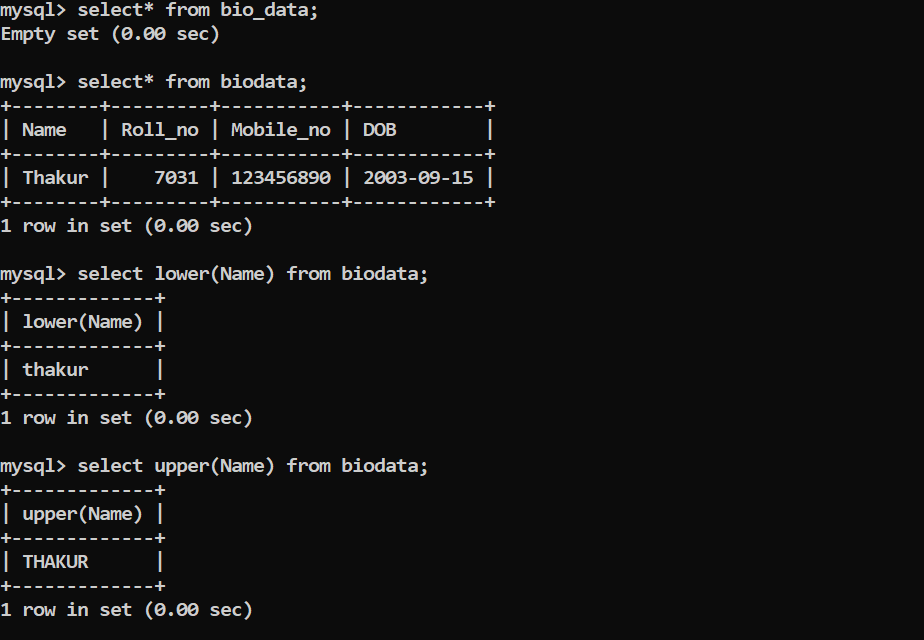 mysql> select* from bio_data;
Empty set (0.00 sec)

mysql> select* from biodata;
+--------+---------+-----------+------------+
| Name   | Roll_no | Mobile_no | DOB        |
+--------+---------+-----------+------------+
| Thakur |    7031 | 123456890 | 2003-09-15 |
+--------+---------+-----------+------------+
1 row in set (0.00 sec)

mysql> select lower(Name) from biodata;
+-------------+
| lower(Name) |
+-------------+
| thakur      |
+-------------+
1 row in set (0.00 sec)

mysql> select upper(Name) from biodata;
+-------------+
| upper(Name) |
+-------------+
| THAKUR      |
+-------------+
1 row in set (0.00 sec)